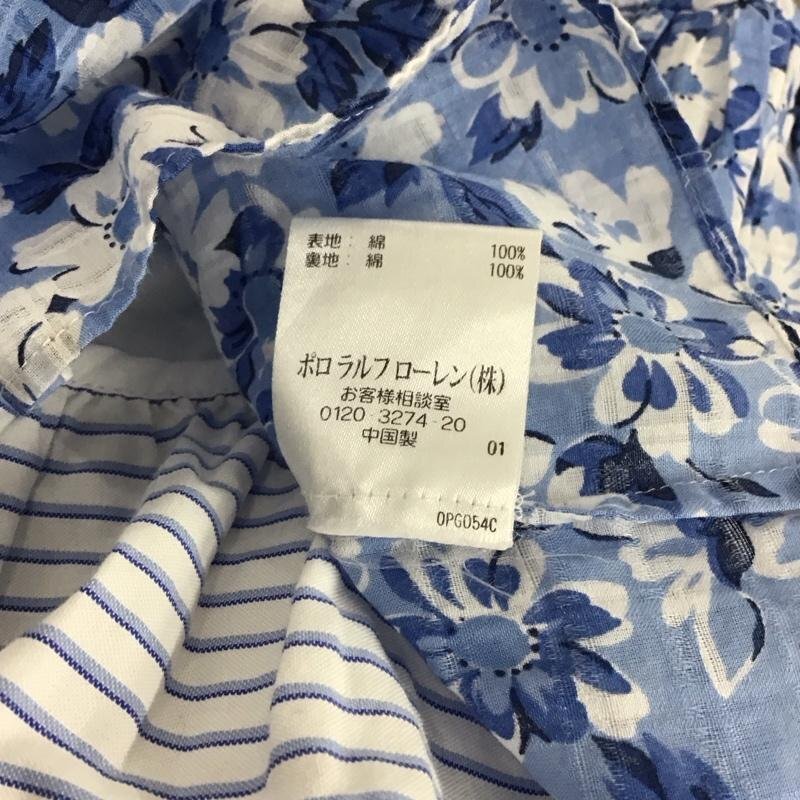 表地: 綿 100%
裏地: 綿 100%
ポロ ラルフ ローレン(株)
お客様相談室
0120-3274-20
中国製 01
0PG054C